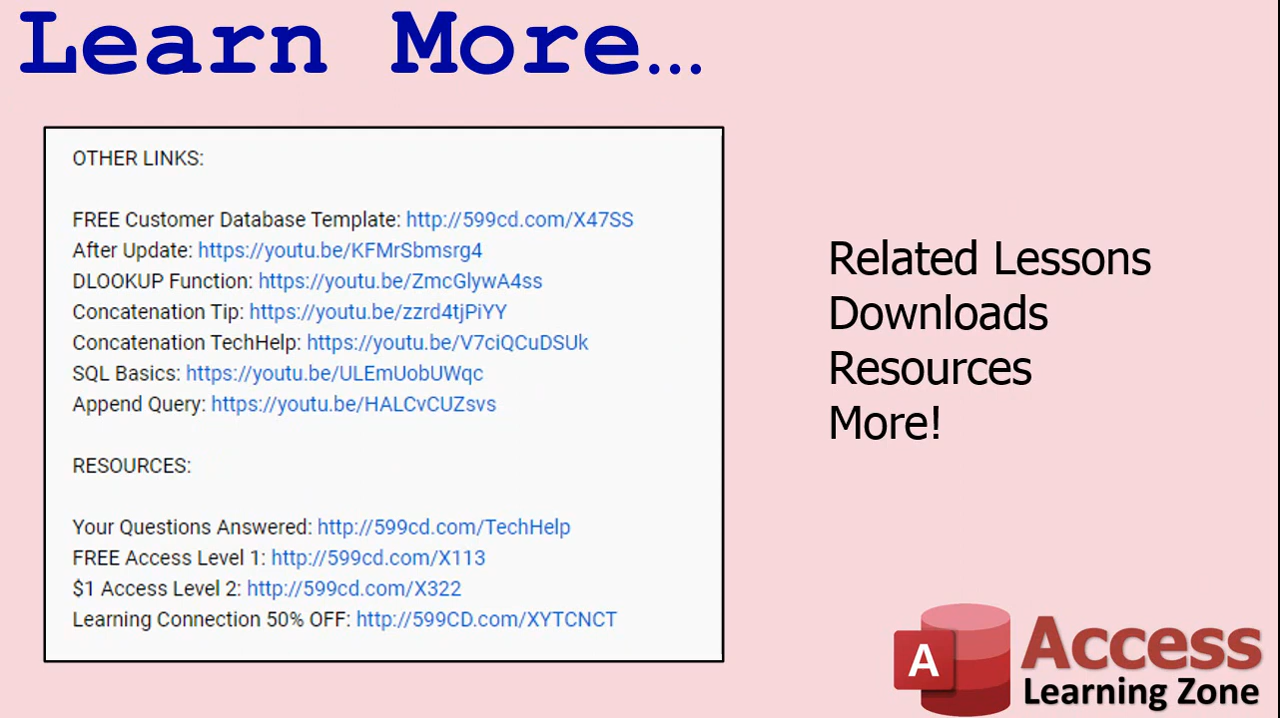 Learn More...
OTHER LINKS:
FREE Customer Database Template: http://599cd.com/X47SS
After Update: https://youtu.be/KFMrSbmsrg4
DLOOKUP Function: https://youtu.be/ZmcGlywA4ss
Concatenation Tip: https://youtu.be/zzrd4tjPiYY
Concatenation TechHelp: https://youtu.be/V7ciQCuDSUk
SQL Basics: https://youtu.be/ULEmUobUWqc
Append Query: https://youtu.be/HALCvCUZsvs
RESOURCES:
Your Questions Answered: http://599cd.com/TechHelp
FREE Access Level 1: http://599cd.com/X113
$1 Access Level 2: http://599cd.com/X322
Learning Connection 50% OFF: http://599CD.com/XYTCNCT
Related Lessons
Downloads
Resources
More!
A
Access
Learning Zone